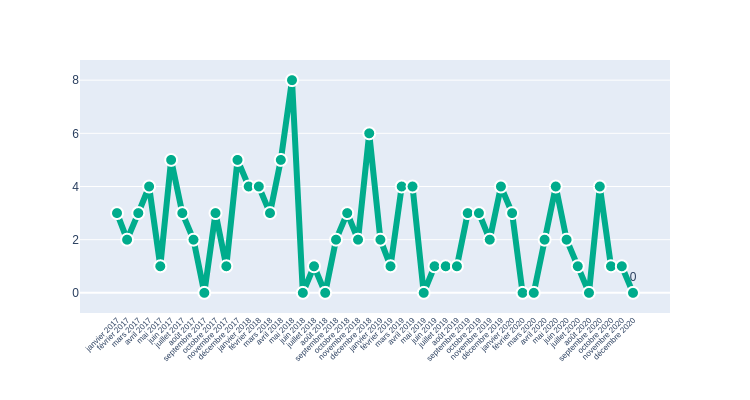 8
6
4
2
0
0
janvier 2017
février 2017
mars 2017
avril 2017
mai 2017
juin 2017
juillet 2017
août 2017
septembre 2017
octobre 2017
novembre 2017
décembre 2017
janvier 2018
février 2018
mars 2018
avril 2018
mai 2018
juin 2018
juillet 2018
août 2018
septembre 2018
octobre 2018
novembre 2018
décembre 2018
janvier 2019
février 2019
mars 2019
avril 2019
mai 2019
juin 2019
juillet 2019
août 2019
septembre 2019
octobre 2019
novembre 2019
décembre 2019
janvier 2020
février 2020
mars 2020
avril 2020
mai 2020
juin 2020
juillet 2020
août 2020
septembre 2020
octobre 2020
novembre 2020
décembre 2020